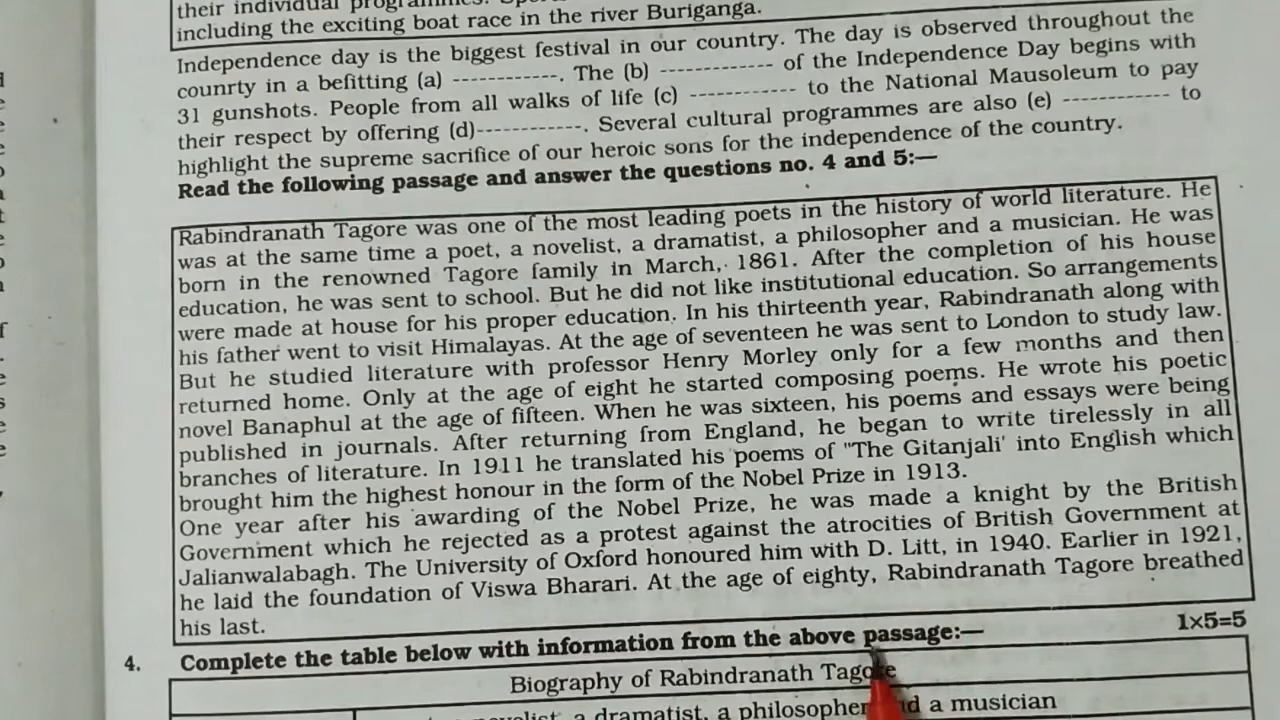 their individual
including the exciting boat race in the river Buriganga.
Independence day is the biggest festival in our country. The day is observed throughout the
counrty in a befitting (a) ------------. The (b) ------------- of the Independence Day begins with
31 gunshots. People from all walks of life (c) ------------ to the National Mausoleum to pay
their respect by offering (d)------------. Several cultural programmes are also (e) ------------ to
highlight the supreme sacrifice of our heroic sons for the independence of the country.
Read the following passage and answer the questions no. 4 and 5:—
Rabindranath Tagore was one of the most leading poets in the history of world literature. He
was at the same time a poet, a novelist, a dramatist, a philosopher and a musician. He was
born in the renowned Tagore family in March, 1861. After the completion of his house
education, he was sent to school. But he did not like institutional education. So arrangements
were made at house for his proper education. In his thirteenth year, Rabindranath along with
his father went to visit Himalayas. At the age of seventeen he was sent to London to study law.
But he studied literature with professor Henry Morley only for a few months and then
returned home. Only at the age of eight he started composing poems. He wrote his poetic
novel Banaphul at the age of fifteen. When he was sixteen, his poems and essays were being
published in journals. After returning from England, he began to write tirelessly in all
branches of literature. In 1911 he translated his poems of "The Gitanjali' into English which
brought him the highest honour in the form of the Nobel Prize in 1913.
One year after his awarding of the Nobel Prize, he was made a knight by the British
Government which he rejected as a protest against the atrocities of British Government at
Jalianwalabagh. The University of Oxford honoured him with D. Litt, in 1940. Earlier in 1921,
he laid the foundation of Viswa Bharari. At the age of eighty, Rabindranath Tagore breathed
his last.
4. Complete the table below with information from the above passage:— 1×5=5
Biography of Rabindranath Tagore
a dramatist, a philosopher and a musician